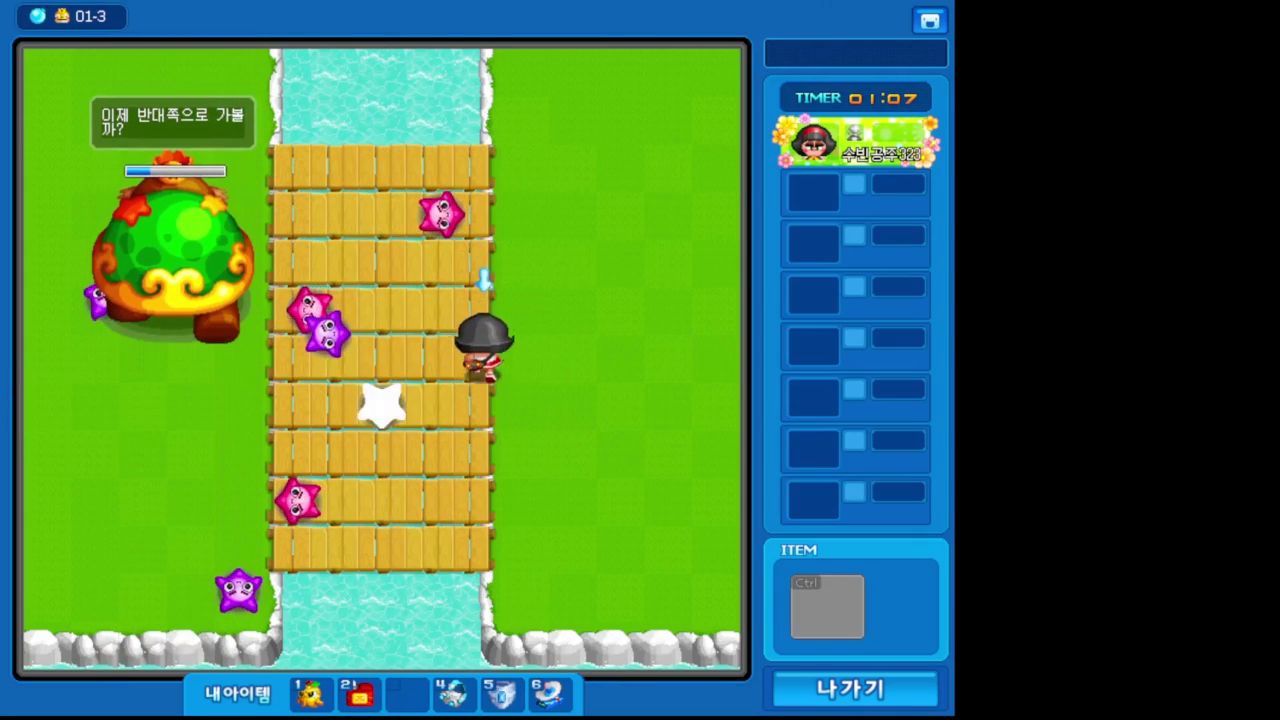 01-3
이제 반대쪽으로 가볼
까?
TIMER 01:07
수빈공주323
ITEM
Ctrl
내아이템
1
2
4
5
6
나가기